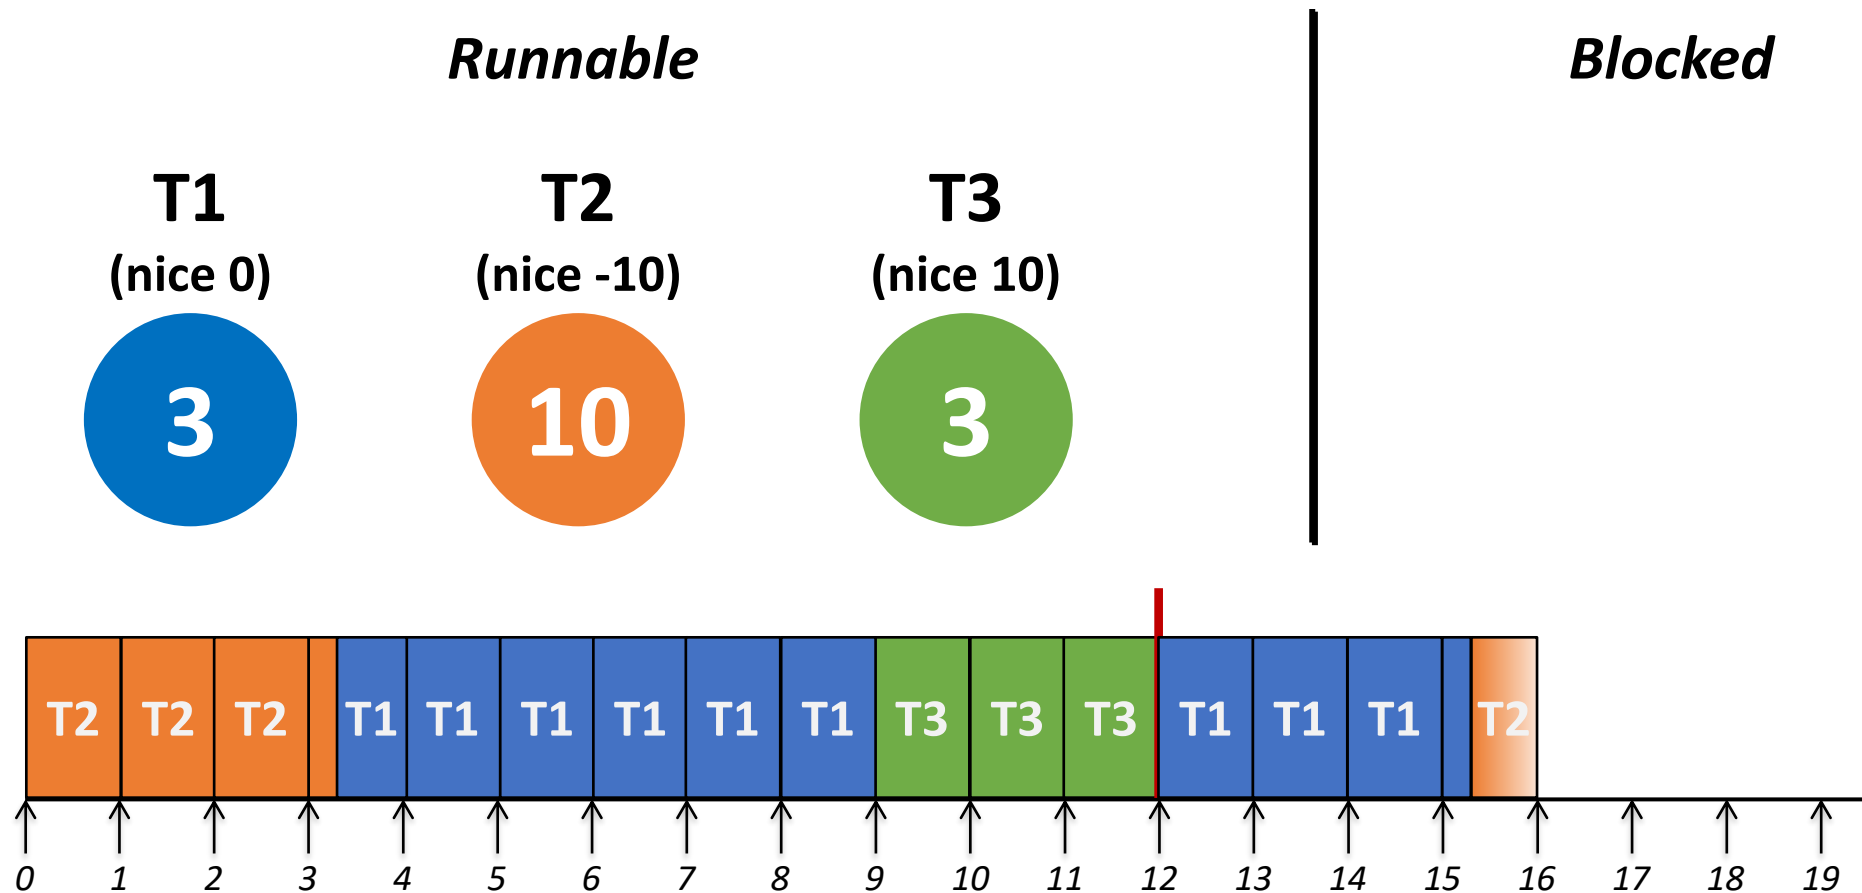 Runnable Blocked
T1 T2 T3
(nice 0) (nice -10) (nice 10)
3 10 3
T2 T2 T2 T1 T1 T1 T1 T1 T1 T3 T3 T3 T1 T1 T1 T2
0 1 2 3 4 5 6 7 8 9 10 11 12 13 14 15 16 17 18 19